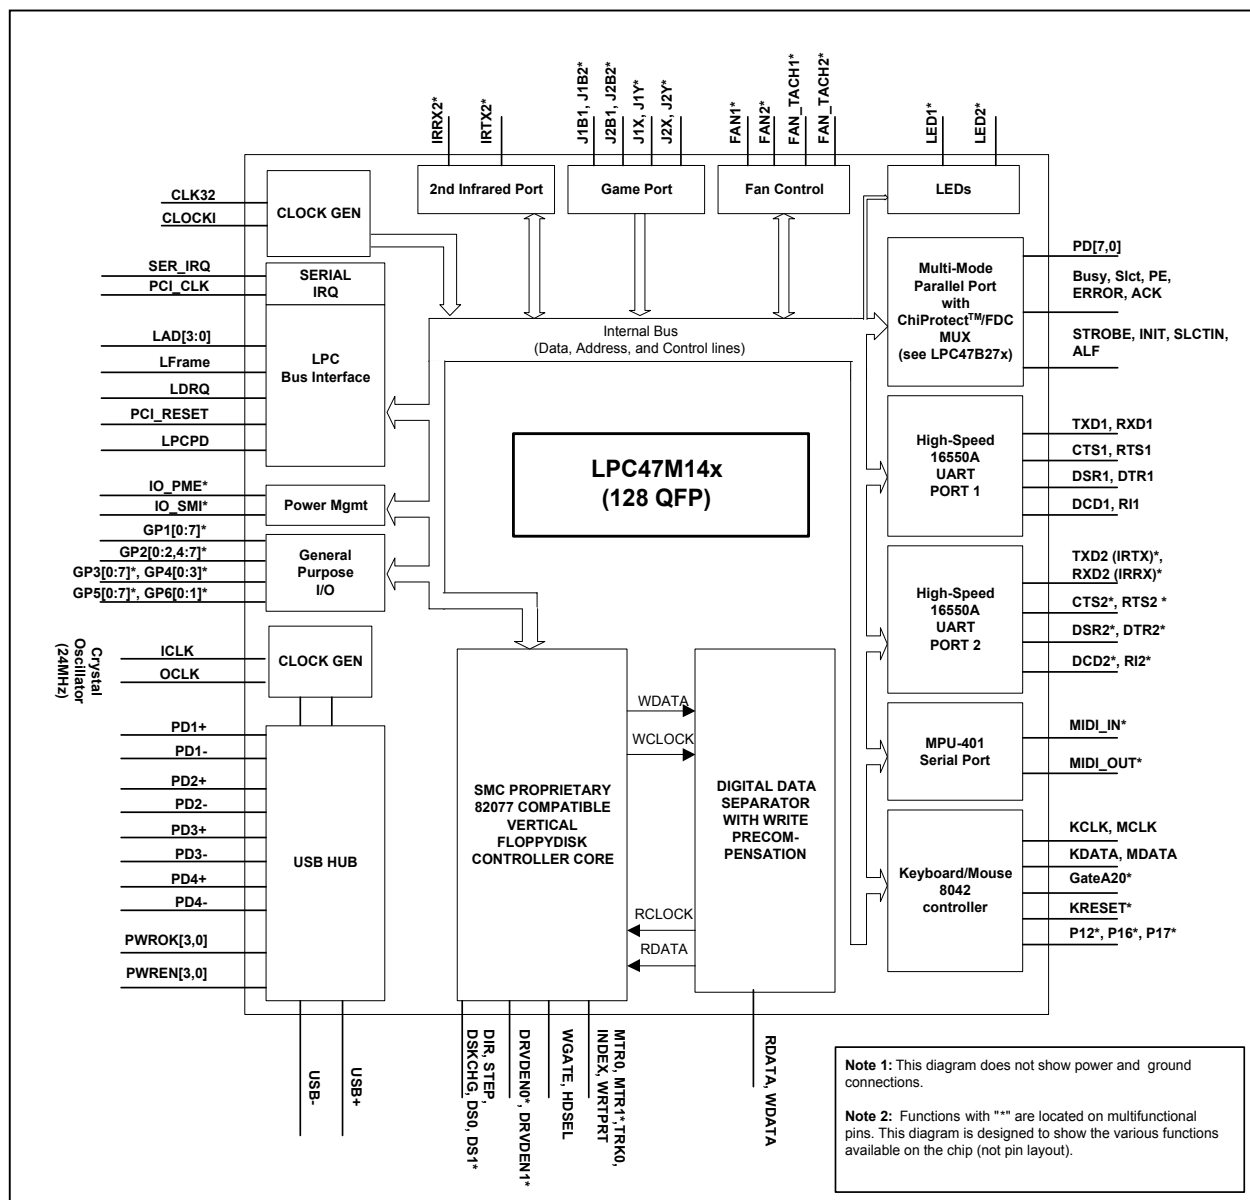 IRRX2*
IRTX2*
J1B1, J1B2*
J2B1, J2B2*
J1X, J1Y*
J2X, J2Y*
FAN1*
FAN2*
FAN_TACH1*
FAN_TACH2*
LED1*
LED2*
2nd Infrared Port
Game Port
Fan Control
LEDs
CLK32
CLOCKI
CLOCK GEN
SER_IRQ
PCI_CLK
SERIAL
IRQ
LAD[3:0]
LFrame
LDRQ
PCI_RESET
LPCPD
LPC
Bus Interface
IO_PME*
IO_SMI*
Power Mgmt
GP1[0:7]*
GP2[0:2,4:7]*
GP3[0:7]*, GP4[0:3]*
GP5[0:7]*, GP6[0:1]*
General
Purpose
I/O
Crystal
Oscillator
(24MHz)
ICLK
OCLK
CLOCK GEN
PD1+
PD1-
PD2+
PD2-
PD3+
PD3-
PD4+
PD4-
PWROK[3,0]
PWREN[3,0]
USB HUB
USB-
USB+
Internal Bus
(Data, Address, and Control lines)
LPC47M14x
(128 QFP)
SMC PROPRIETARY
82077 COMPATIBLE
VERTICAL
FLOPPYDISK
CONTROLLER CORE
WDATA
WCLOCK
RCLOCK
RDATA
DIGITAL DATA
SEPARATOR
WITH WRITE
PRECOM-
PENSATION
DIR, STEP,
DSKCHG, DS0, DS1*
DRVDEN0*, DRVDEN1*
WGATE, HDSEL
MTR0, MTR1*,TRK0,
INDEX, WRTPRT
RDATA, WDATA
Multi-Mode
Parallel Port
with
ChiProtect™/FDC
MUX
(see LPC47B27x)
PD[7,0]
Busy, Slct, PE,
ERROR, ACK
STROBE, INIT, SLCTIN,
ALF
High-Speed
16550A
UART
PORT 1
TXD1, RXD1
CTS1, RTS1
DSR1, DTR1
DCD1, RI1
High-Speed
16550A
UART
PORT 2
TXD2 (IRTX)*,
RXD2 (IRRX)*
CTS2*, RTS2 *
DSR2*, DTR2*
DCD2*, RI2*
MPU-401
Serial Port
MIDI_IN*
MIDI_OUT*
Keyboard/Mouse
8042
controller
KCLK, MCLK
KDATA, MDATA
GateA20*
KRESET*
P12*, P16*, P17*
Note 1: This diagram does not show power and ground
connections.
Note 2: Functions with "*" are located on multifunctional
pins. This diagram is designed to show the various functions
available on the chip (not pin layout).